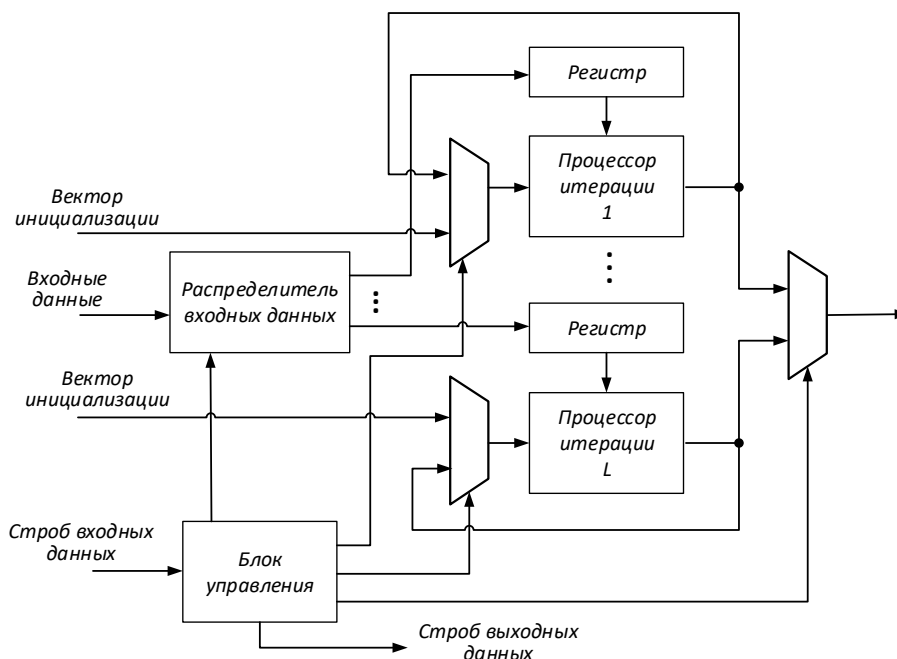 Регистр
Процессор
итерации
1
Вектор
инициализации
Входные
данные
Распределитель
входных данных
Регистр
Вектор
инициализации
Процессор
итерации
L
Строб входных
данных
Блок
управления
Строб выходных
данных